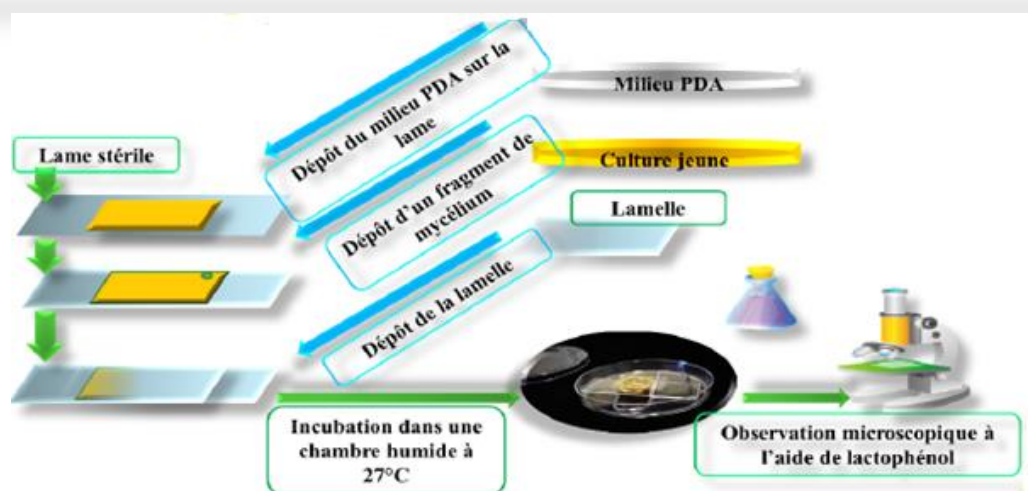 Milieu PDA
Dépôt du milieu PDA sur la
lame
Lame stérile
Culture jeune
Dépôt d'un fragment de
mycélium
Lamelle
Dépôt de la lamelle
Incubation dans une
chambre humide à
27°C
Observation microscopique à
l'aide de lactophénol